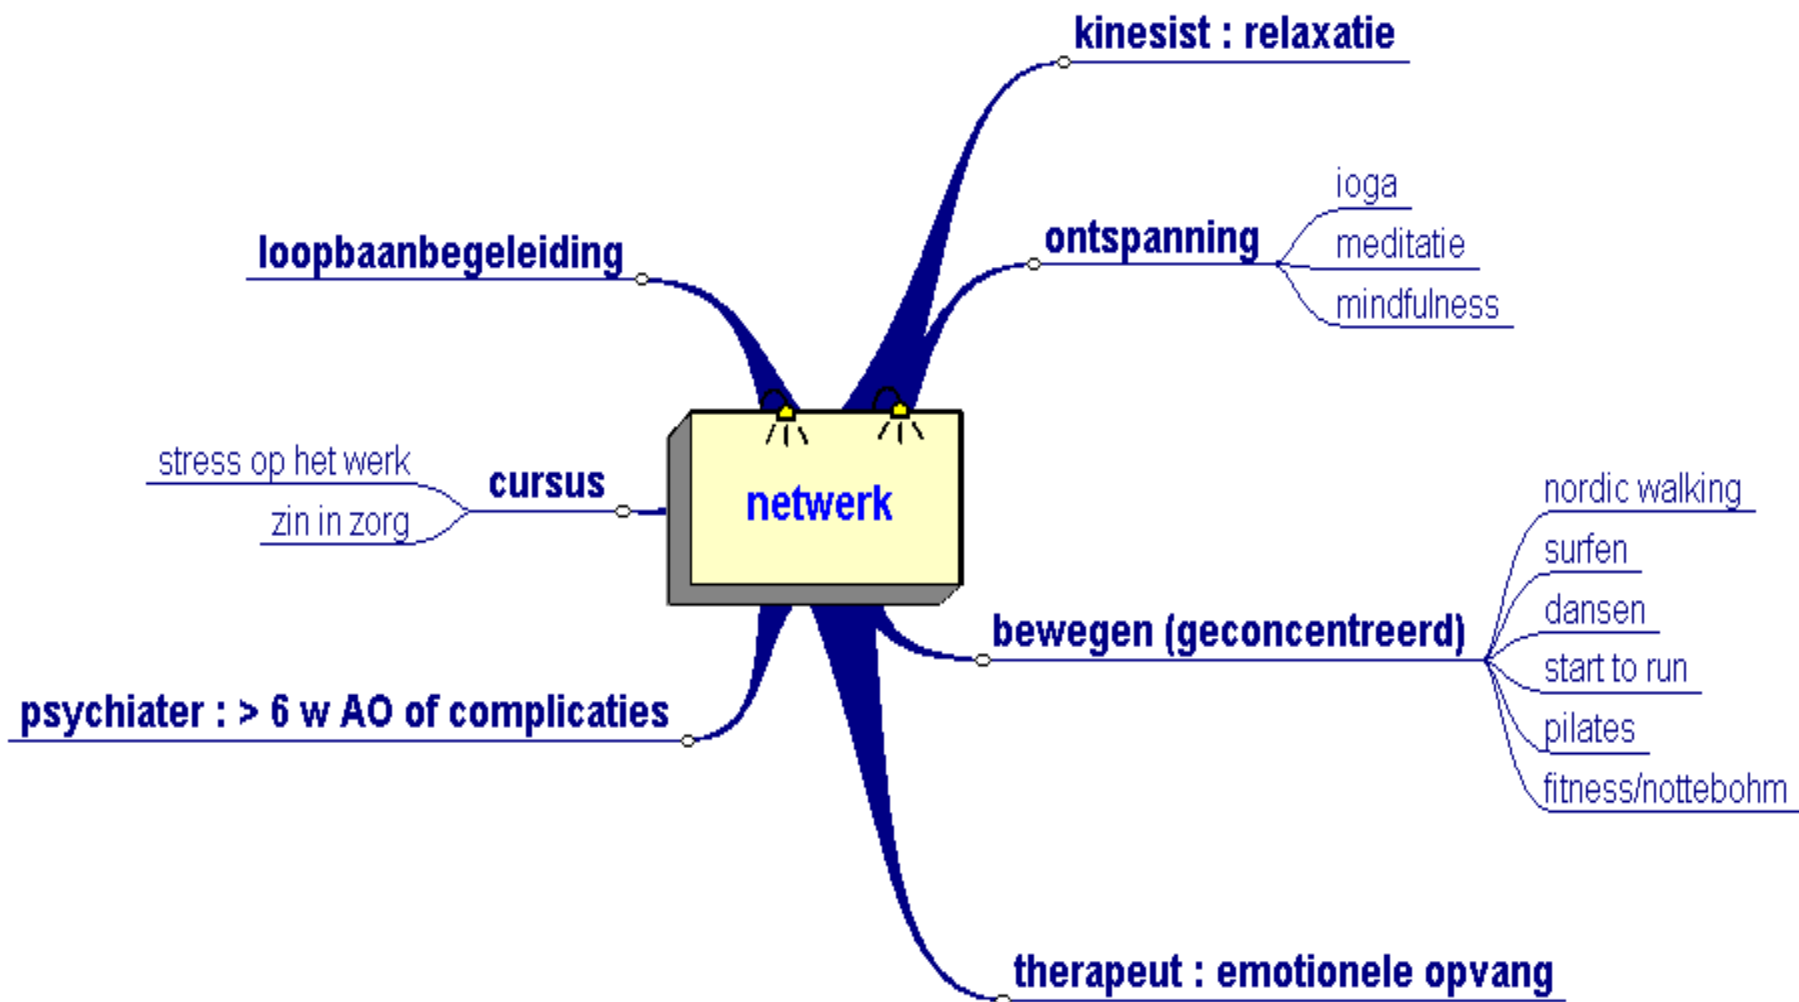 kinesist : relaxatie
ontspanning
ioga
meditatie
mindfulness
loopbaanbegeleiding
cursus
stress op het werk
zin in zorg
netwerk
bewegen (geconcentreerd)
nordic walking
surfen
dansen
start to run
pilates
fitness/nottebohm
psychiater : > 6 w AO of complicaties
therapeut : emotionele opvang